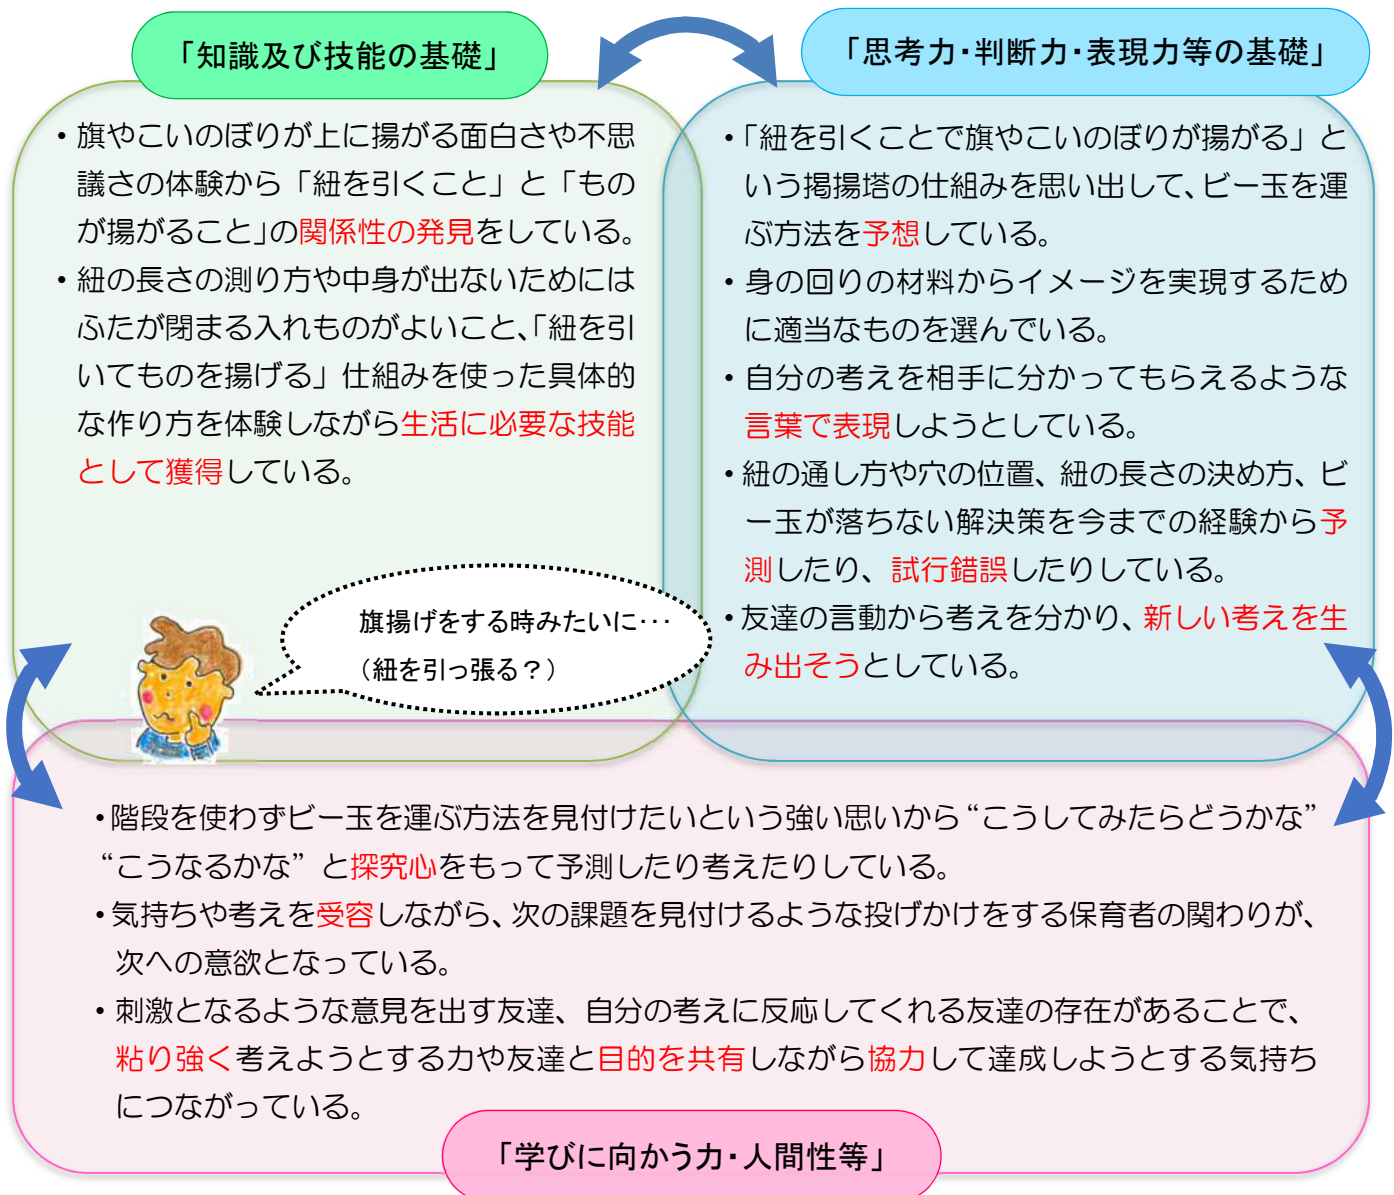 「知識及び技能の基礎」
・旗やこいのぼりが上に揚がる面白さや不思
議さの体験から「紐を引くこと」と「もの
が揚がること」の関係性の発見をしている。
・紐の長さの測り方や中身が出ないためには
ふたが閉まる入れものがよいこと、「紐を引
いてものを揚げる」仕組みを使った具体的
な作り方を体験しながら生活に必要な技能
として獲得している。
旗揚げをする時みたいに･･･
（紐を引っ張る？）
「思考力・判断力・表現力等の基礎」
・「紐を引くことで旗やこいのぼりが揚がる」と
いう掲揚塔の仕組みを思い出して、ビー玉を運
ぶ方法を予想している。
・身の回りの材料からイメージを実現するため
に適当なものを選んでいる。
・自分の考えを相手に分かってもらえるような
言葉で表現しようとしている。
・紐の通し方や穴の位置、紐の長さの決め方、ビ
ー玉が落ちない解決策を今までの経験から予
測したり、試行錯誤したりしている。
・友達の言動から考えを分かり、新しい考えを生
み出そうとしている。
・階段を使わずビー玉を運ぶ方法を見付けたいという強い思いから“こうしてみたらどうかな”
“こうなるかな”と探究心をもって予測したり考えたりしている。
・気持ちや考えを受容しながら、次の課題を見付けるような投げかけをする保育者の関わりが、
次への意欲となっている。
・刺激となるような意見を出す友達、自分の考えに反応してくれる友達の存在があることで、
粘り強く考えようとする力や友達と目的を共有しながら協力して達成しようとする気持ち
につながっている。
「学びに向かう力・人間性等」